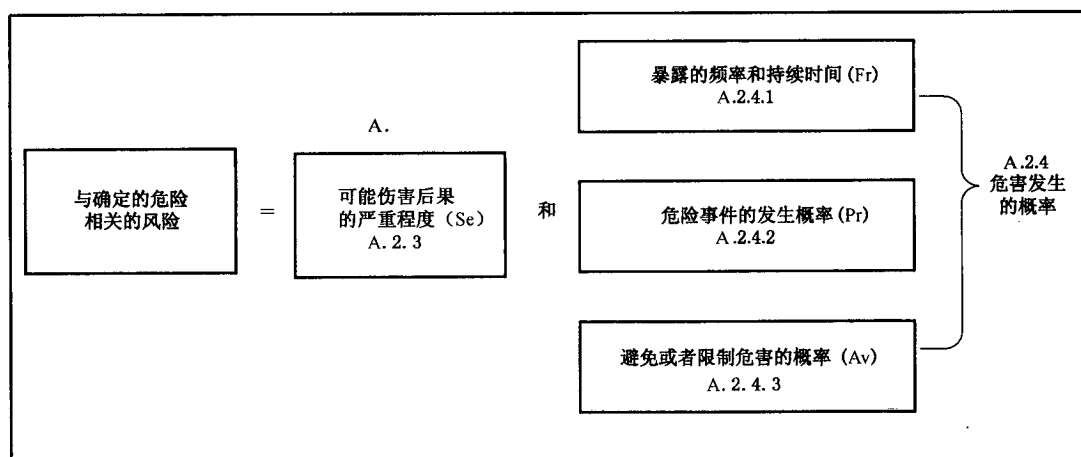 与确定的危险
相关的风险
=
A.
可能伤害后果
的严重程度（Se）
A. 2. 3
和
暴露的频率和持续时间(Fr)
A.2.4.1
危险事件的发生概率(Pr)
A.2.4.2
避免或者限制危害的概率 (Av)
A. 2. 4. 3
A.2.4
危害发生
的概率